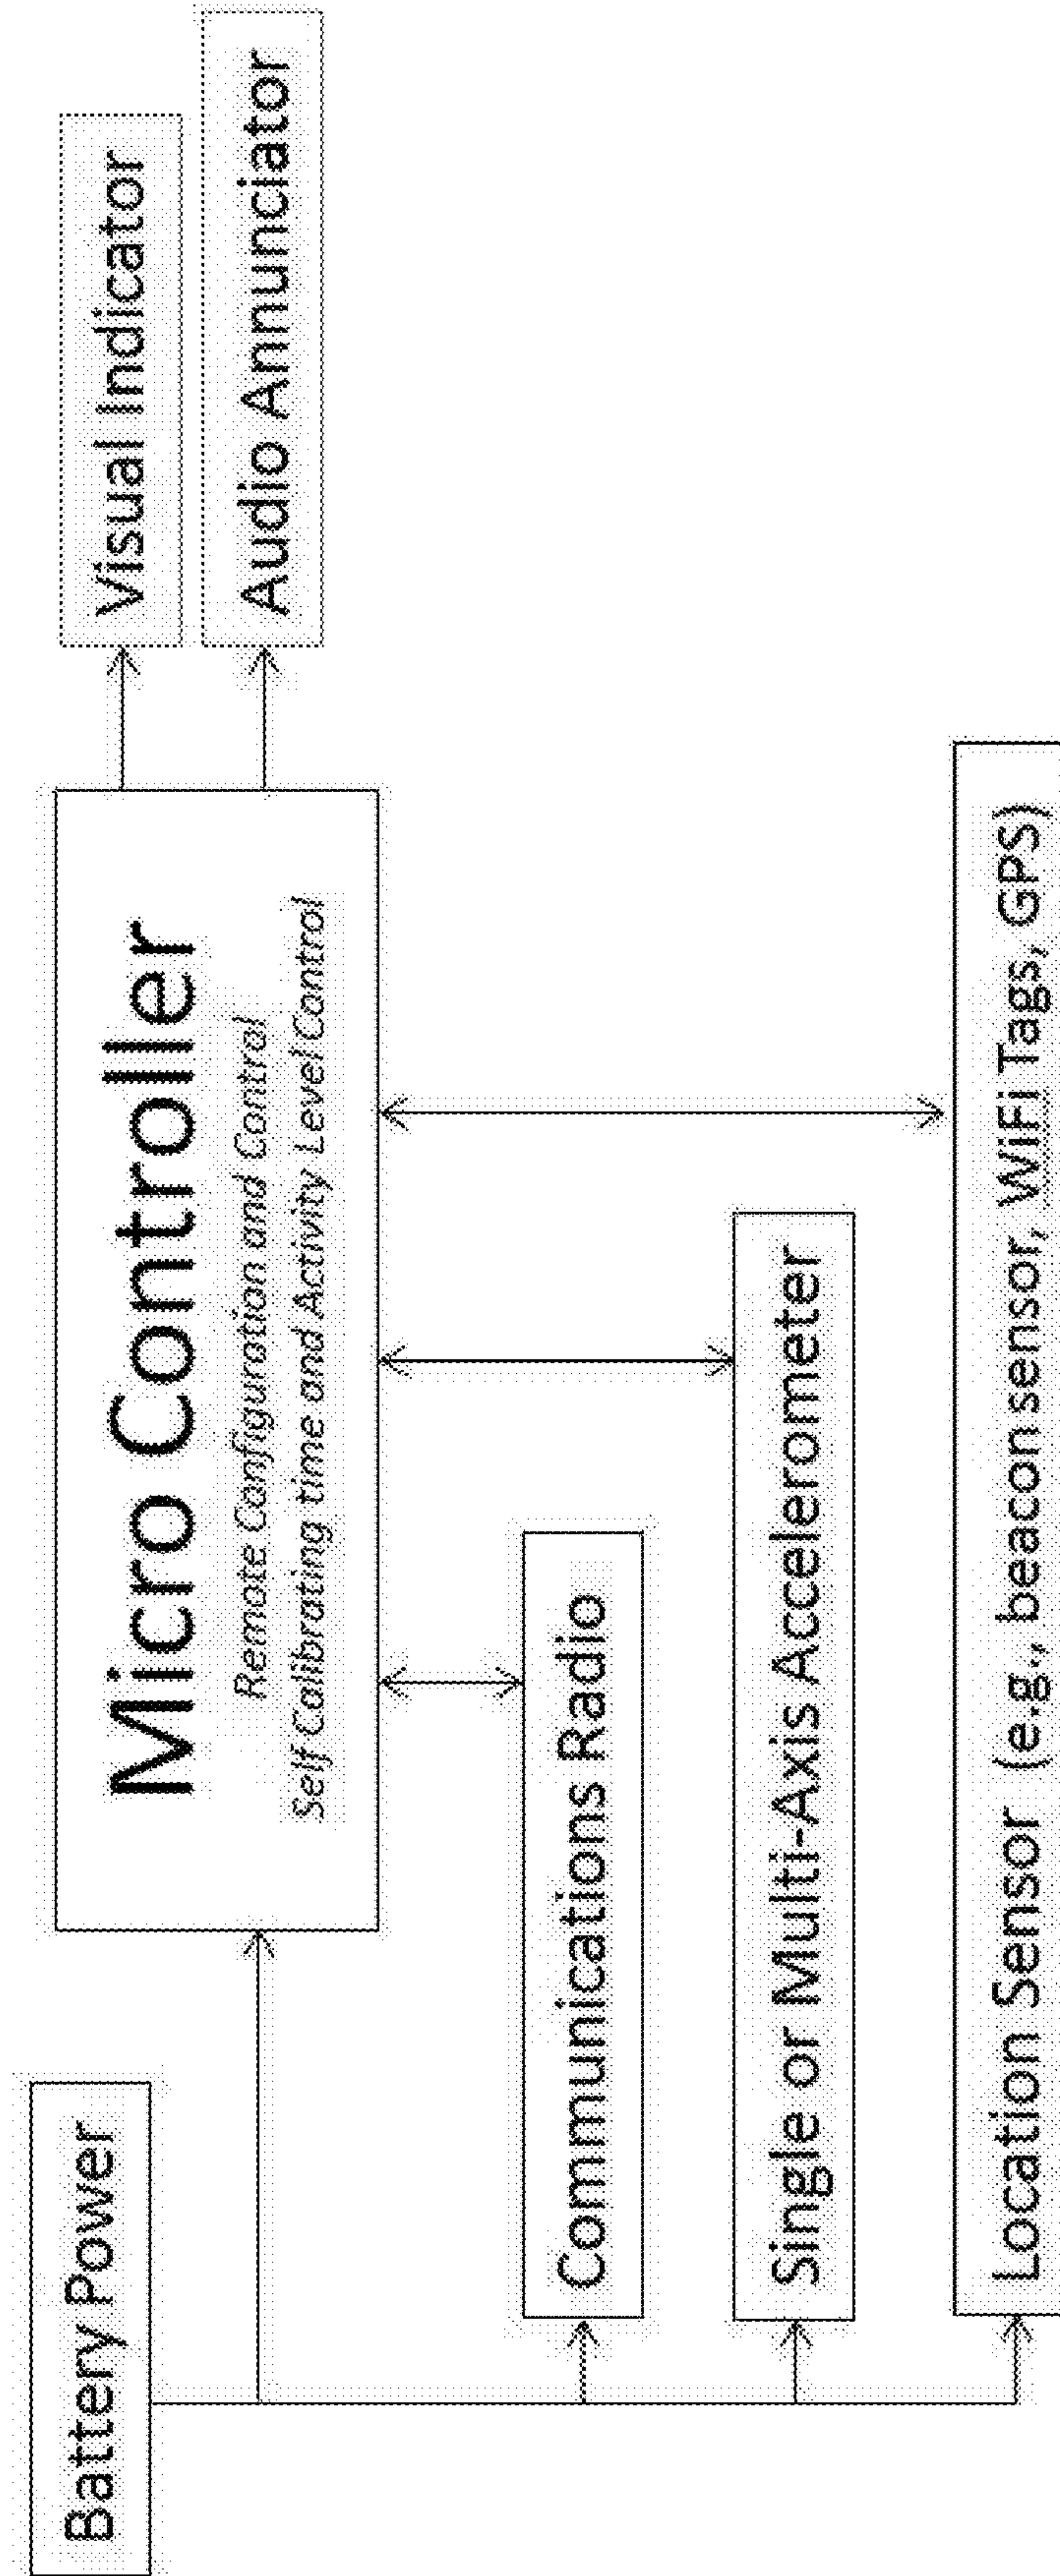 Battery Power
Micro Controller
Remote Configuration and Control
Self Calibrating time and Activity Level Control
Visual Indicator
Audio Annunciator
Communications Radio
Single or Multi-Axis Accelerometer
Location Sensor (e.g., beacon sensor, WiFi Tags, GPS)